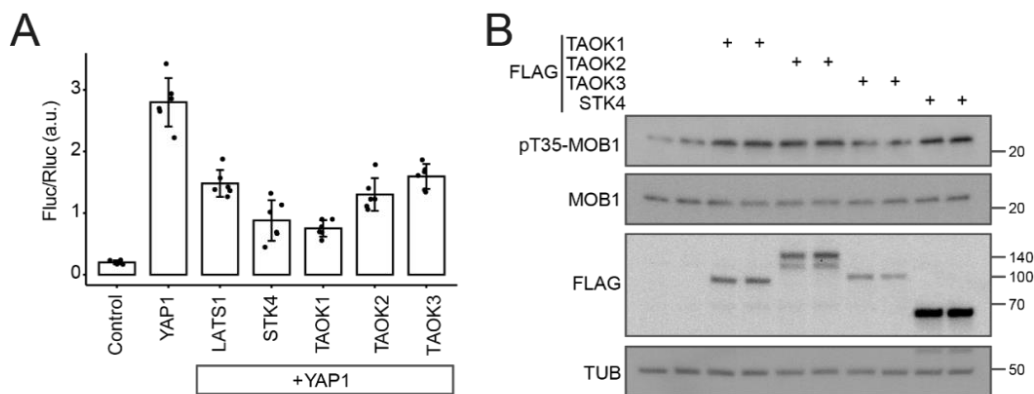 A
Fluc/Rluc (a.u.)
3
2
1
0
Control
YAP1
LATS1
STK4
TAOK1
TAOK2
TAOK3
+YAP1
B
FLAG
TAOK1 + +
TAOK2 + +
TAOK3 + +
STK4 + +
pT35-MOB1
20
MOB1
20
FLAG
140
100
70
TUB
50